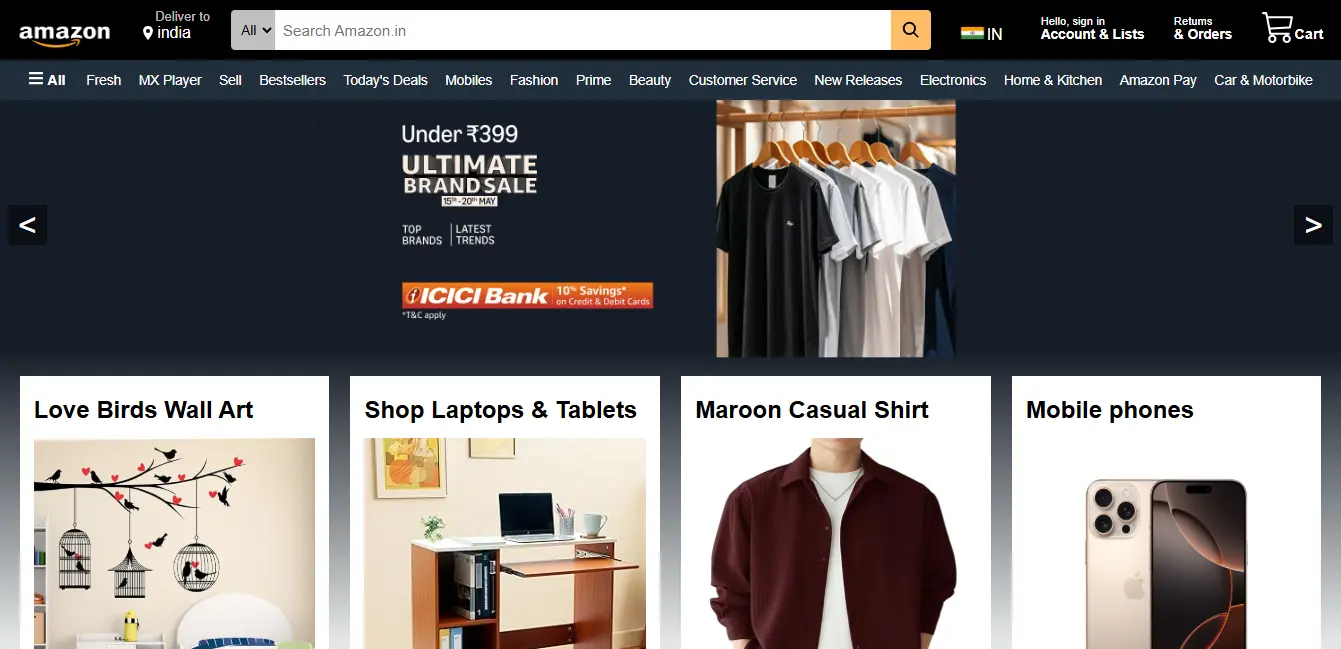 amazon
Deliver to
india
All
Search Amazon.in
IN
Hello, sign in
Account & Lists
Returns
& Orders
Cart
All
Fresh
MX Player
Sell
Bestsellers
Today's Deals
Mobiles
Fashion
Prime
Beauty
Customer Service
New Releases
Electronics
Home & Kitchen
Amazon Pay
Car & Motorbike
Under ₹399
ULTIMATE
BRAND SALE
15th - 20th MAY
TOP
BRANDS
LATEST
TRENDS
<
>
ICICI Bank
10% Savings*
on Credit & Debit Cards
*T&C apply
Love Birds Wall Art
Shop Laptops & Tablets
Maroon Casual Shirt
Mobile phones